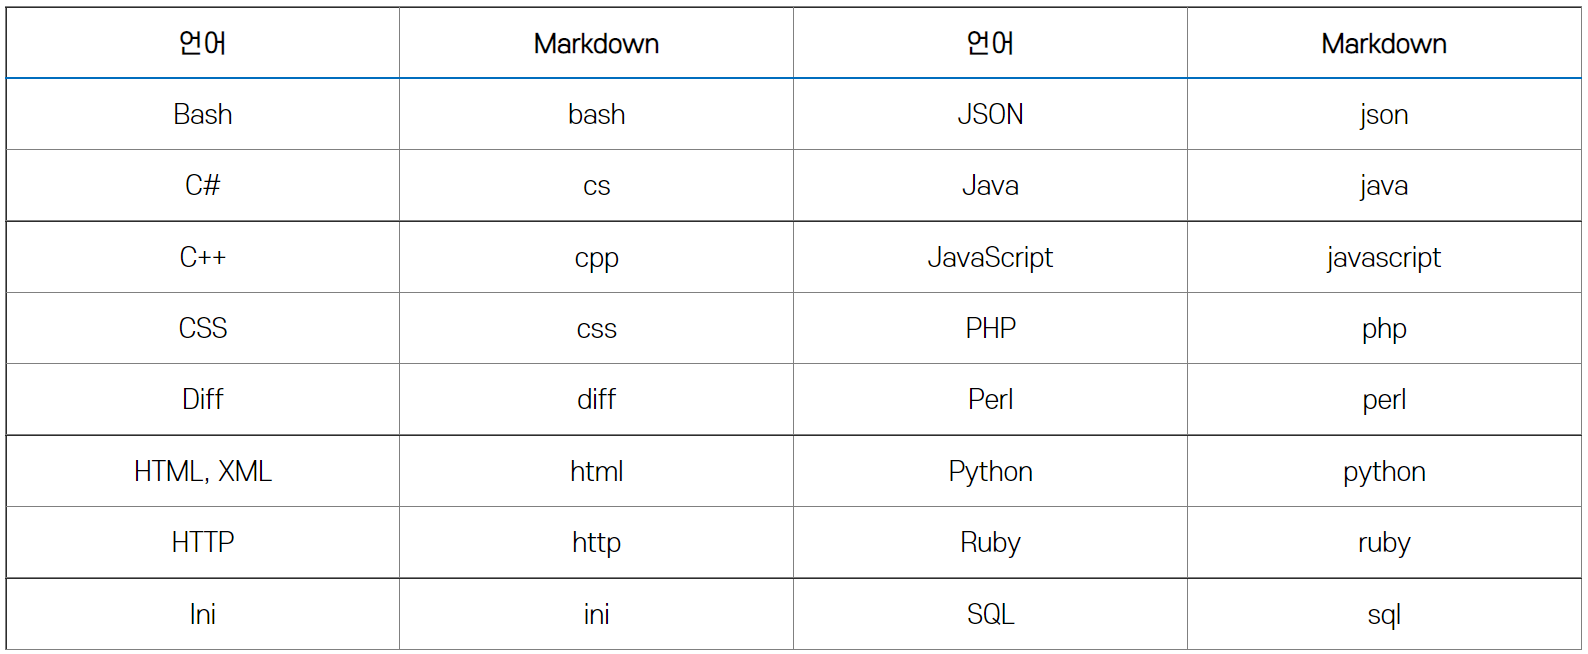 언어 Markdown 언어 Markdown
Bash bash JSON json
C# cs Java java
C++ cpp JavaScript javascript
CSS css PHP php
Diff diff Perl perl
HTML, XML html Python python
HTTP http Ruby ruby
Ini ini SQL sql